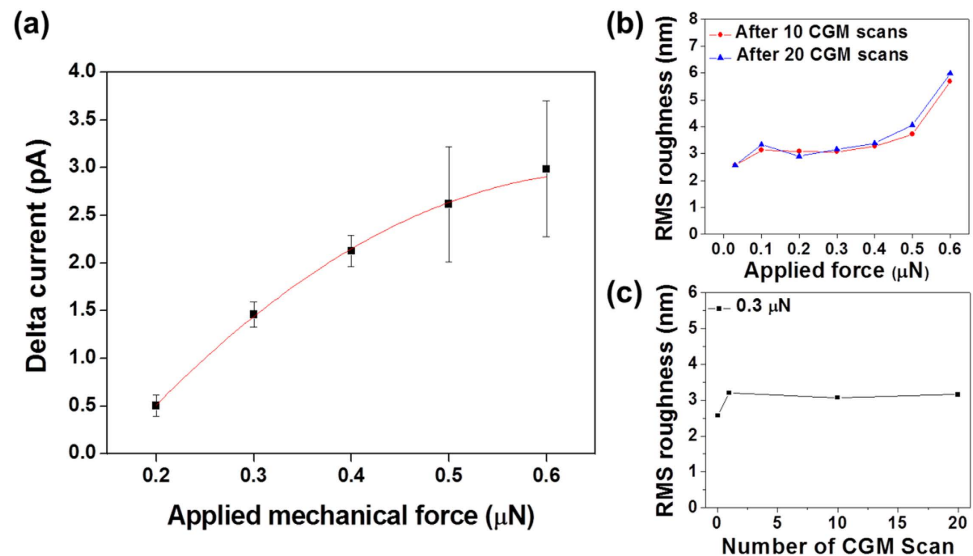 (a)
Delta current (pA)
4.0
3.5
3.0
2.5
2.0
1.5
1.0
0.5
0.0
0.2 0.3 0.4 0.5 0.6
Applied mechanical force (μN)
(b)
RMS roughness (nm)
After 10 CGM scans
After 20 CGM scans
8
7
6
5
4
3
2
1
0
0.0 0.1 0.2 0.3 0.4 0.5 0.6
Applied force (μN)
(c)
RMS roughness (nm)
0.3 μN
6
5
4
3
2
1
0
0 5 10 15 20
Number of CGM Scan